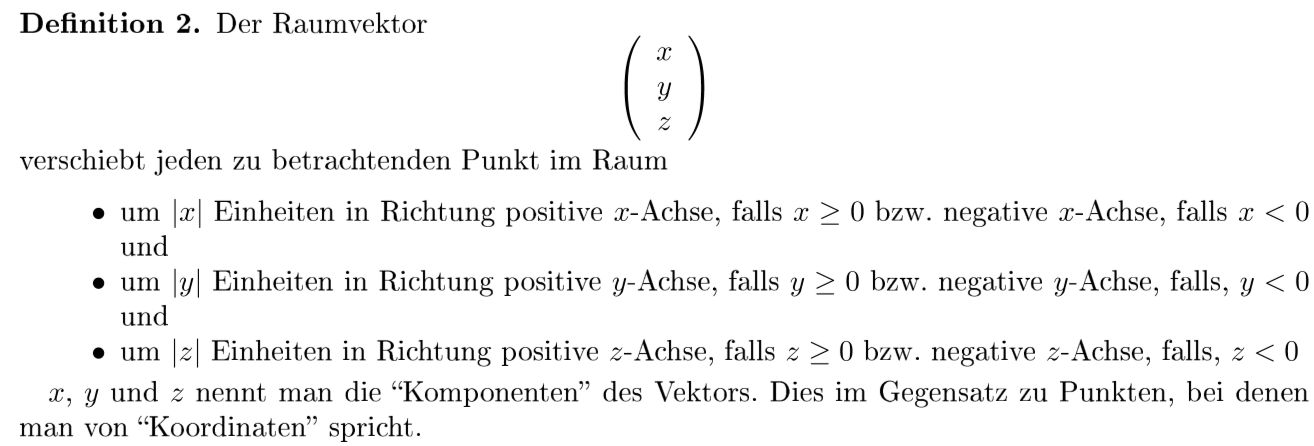 Definition 2. Der Raumvektor
( x
y
z )
verschiebt jeden zu betrachtenden Punkt im Raum
• um |x| Einheiten in Richtung positive x-Achse, falls x ≥ 0 bzw. negative x-Achse, falls x < 0
und
• um |y| Einheiten in Richtung positive y-Achse, falls y ≥ 0 bzw. negative y-Achse, falls, y < 0
und
• um |z| Einheiten in Richtung positive z-Achse, falls z ≥ 0 bzw. negative z-Achse, falls, z < 0
x, y und z nennt man die “Komponenten” des Vektors. Dies im Gegensatz zu Punkten, bei denen
man von “Koordinaten” spricht.